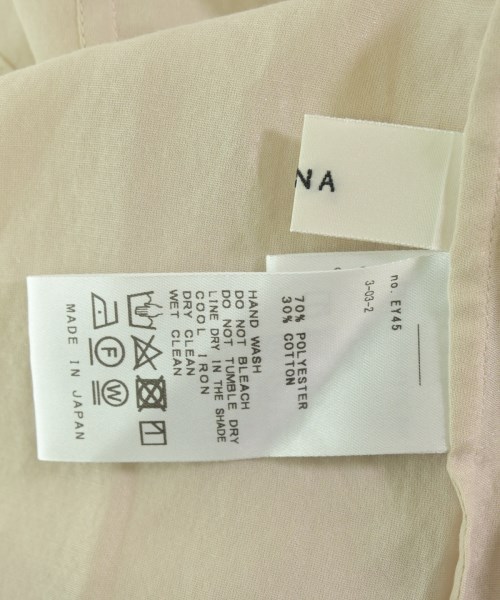 NA
no. EY45
3-03-2
70% POLYESTER
30% COTTON
HAND WASH
DO NOT BLEACH
DO NOT TUMBLE DRY
LINE DRY IN THE SHADE
COOL IRON
DRY CLEAN
WET CLEAN
F
W
MADE IN JAPAN